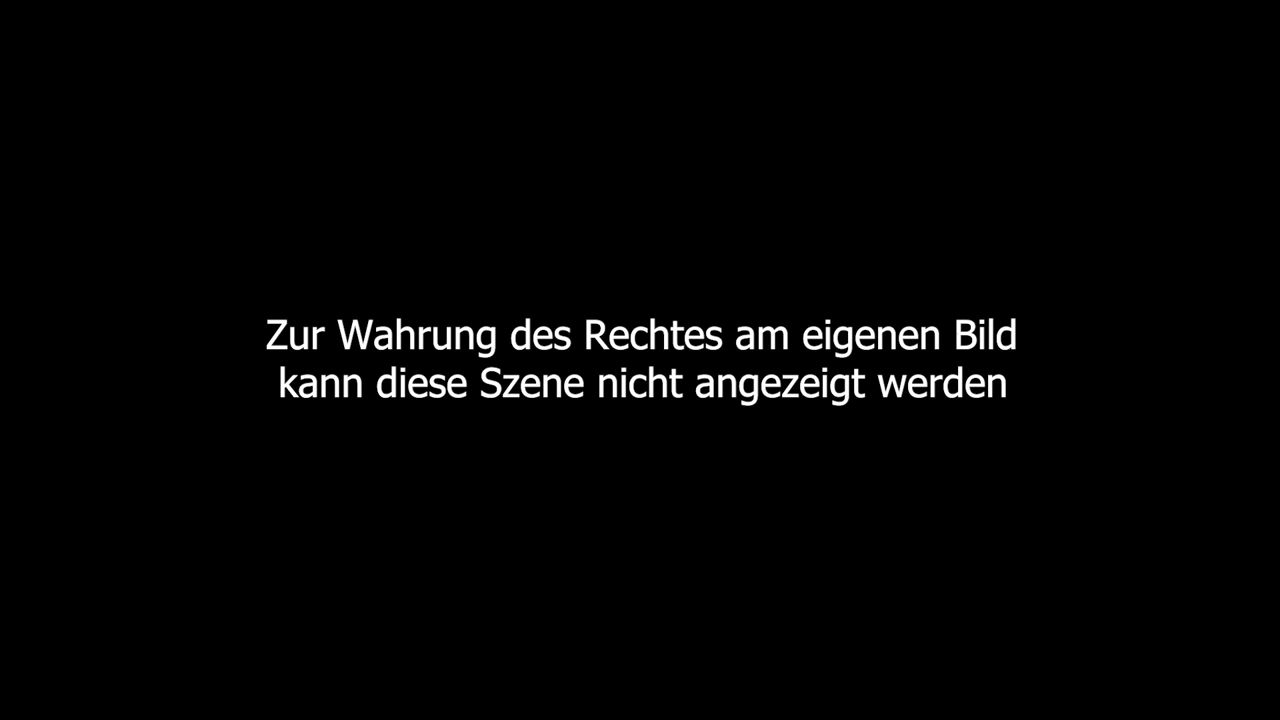 Zur Wahrung des Rechtes am eigenen Bild
kann diese Szene nicht angezeigt werden